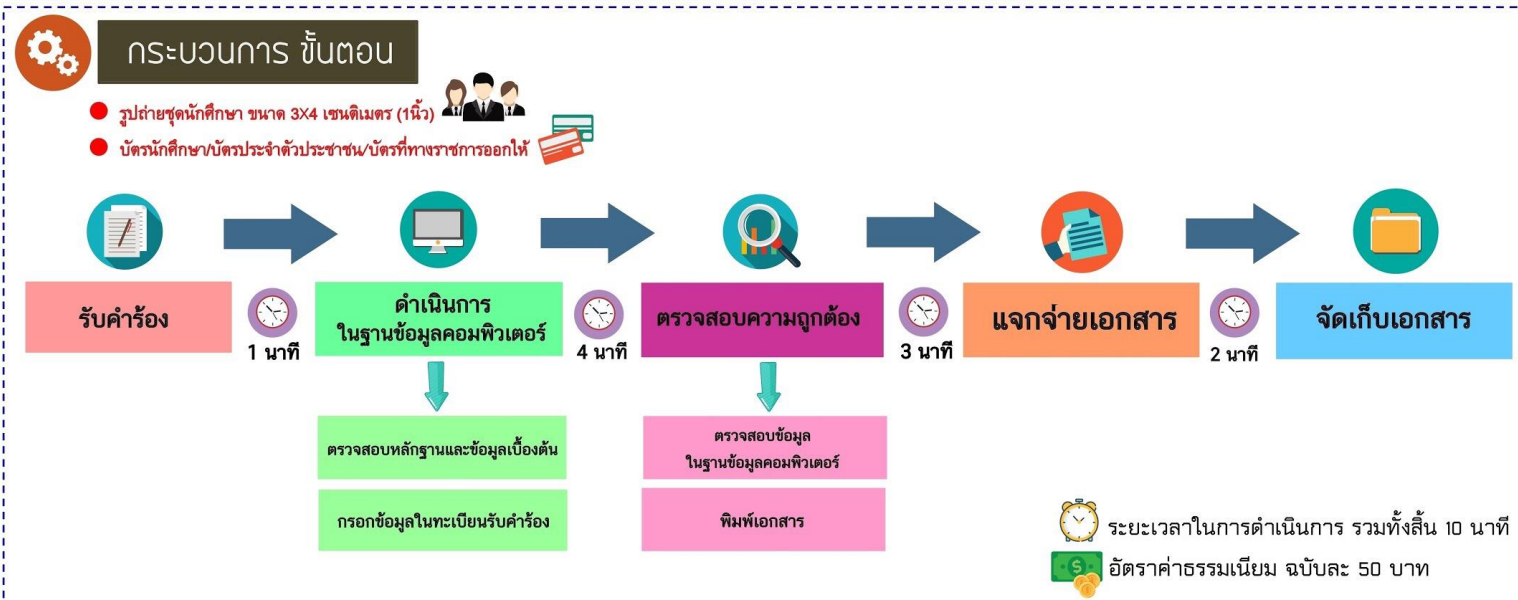 กระบวนการ ขั้นตอน
รูปถ่ายชุดนักศึกษา ขนาด 3X4 เซนติเมตร (1นิ้ว)
บัตรนักศึกษา/บัตรประจำตัวประชาชน/บัตรที่ทางราชการออกให้
รับคำร้อง
1 นาที
ดำเนินการ
ในฐานข้อมูลคอมพิวเตอร์
4 นาที
ตรวจสอบความถูกต้อง
3 นาที
แจกจ่ายเอกสาร
2 นาที
จัดเก็บเอกสาร
ตรวจสอบหลักฐานและข้อมูลเบื้องต้น
กรอกข้อมูลในทะเบียนรับคำร้อง
ตรวจสอบข้อมูล
ในฐานข้อมูลคอมพิวเตอร์
พิมพ์เอกสาร
ระยะเวลาในการดำเนินการ รวมทั้งสิ้น 10 นาที
อัตราค่าธรรมเนียม ฉบับละ 50 บาท